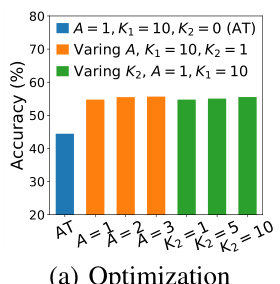 80
70
60
50
40
30
20
Accuracy (%)
A = 1, K₁ = 10, K₂ = 0 (AT)
Varing A, K₁ = 10, K₂ = 1
Varing K₂, A = 1, K₁ = 10
AT
A = 1
A = 2
A = 3
K₂ = 1
K₂ = 5
K₂ = 10
(a) Optimization